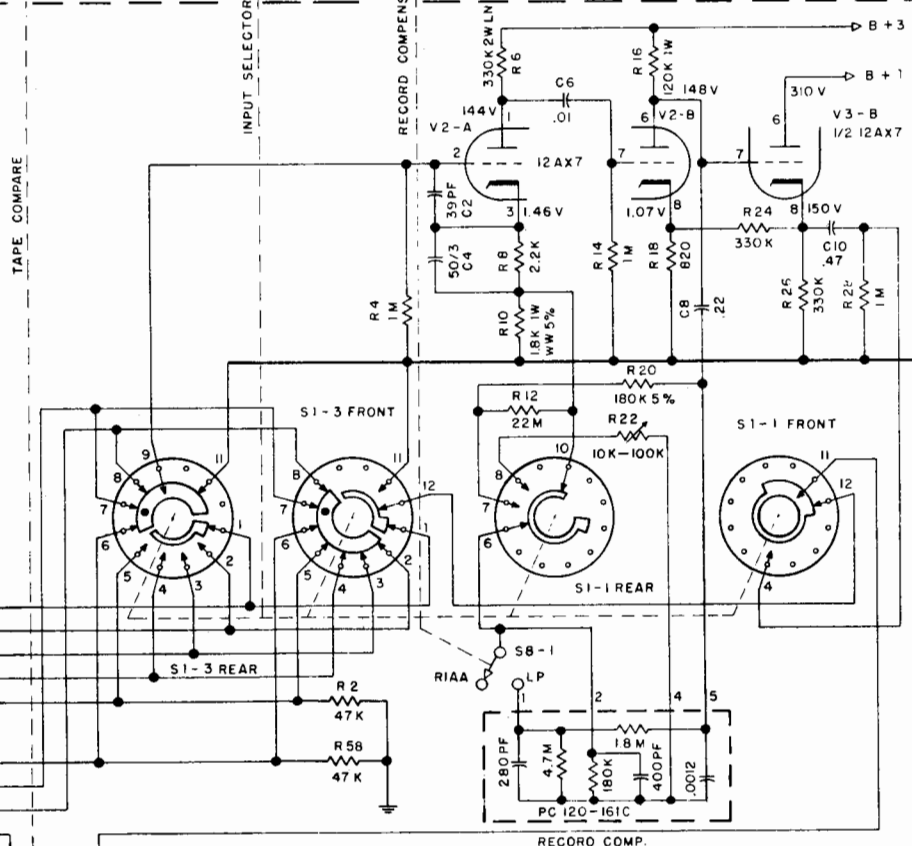 TAPE COMPARE
INPUT SELECTOR
RECORD COMPENS
330K 2WLN
R6
R16
120K 1W
B+3
B+1
C6
.01
144V
1
V2-A
2
12AX7
3
1.46V
148V
6
V2-B
7
1.07V
8
310V
6
V3-B
1/2 12AX7
7
8
150V
R24
330K
C10
.47
39PF
C2
50/3
C4
R8
2.2K
R10
1.8K 1W
WW 5%
R4
1M
R14
1M
R18
820
C8
.22
R26
330K
R28
1M
R20
180K 5%
R12
22M
R22
10K-100K
S1-3 FRONT
S1-1 FRONT
9
11
8
7
6
5
4
3
2
1
8
7
6
5
4
3
2
11
12
10
8
7
6
11
12
4
S1-1 REAR
S1-3 REAR
S8-1
RIAA
LP
R2
47K
R58
47K
1
2
4
5
280PF
4.7M
180K
1.8M
400PF
.0012
PC 120-161C
RECORD COMP.